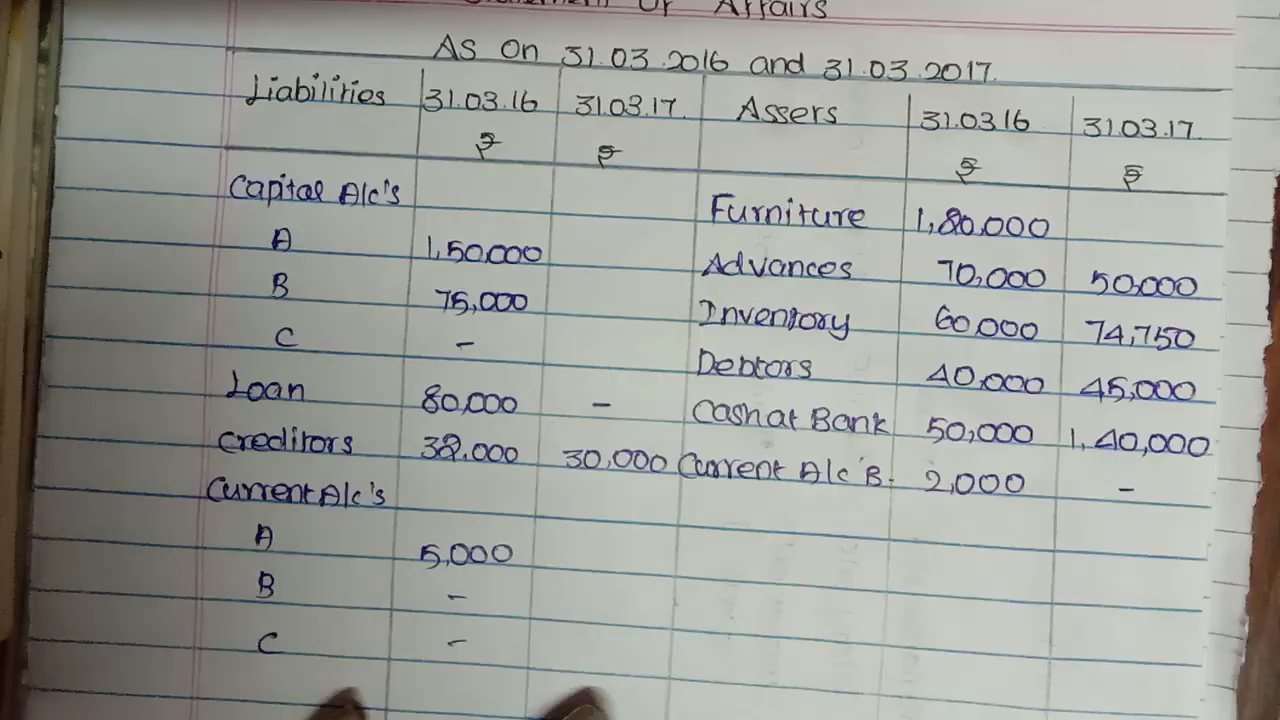 Statement Of Affairs
As On 31.03.2016 and 31.03.2017.
Liabilities 31.03.16 31.03.17. Assets 31.03 16 31.03.17.
₹ ₹ ₹ ₹
Capital A/c's Furniture 1,80,000
A 1,50,000 Advances 70,000 50,000
B 75,000 Inventory 60,000 74,750
C - Debtors 40,000 45,000
Loan 80,000 - Cash at Bank 50,000 1,40,000
Creditors 38,000 30,000 Current A/c B. 2,000 -
Current A/c's
A 5,000
B -
C -